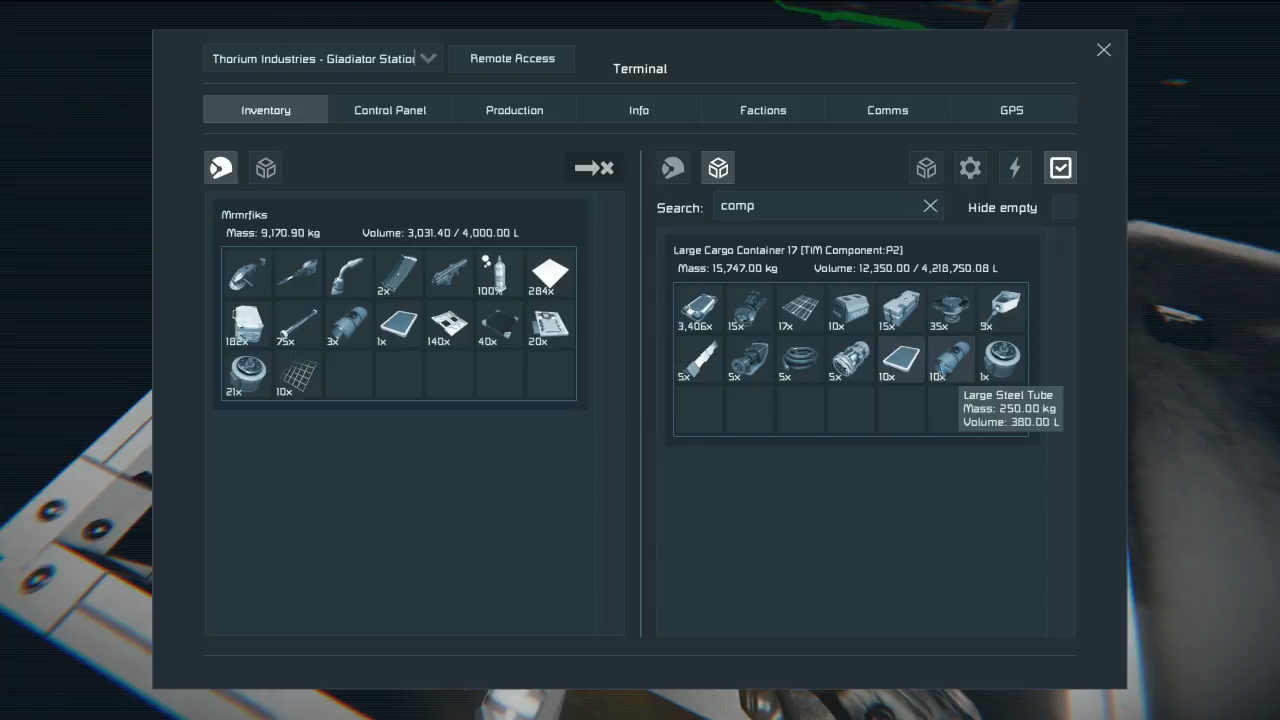 Thorium Industries - Gladiator Station
Remote Access
Terminal
Inventory
Control Panel
Production
Info
Factions
Comms
GPS
Search: comp
Hide empty
Mrmrfiks
Mass: 9,170.90 kg Volume: 3,031.40 / 4,000.00 L
2x 100% 284x
182x 75x 3x 1x 140x 40x 20x
21x 10x
Large Cargo Container 17 [TIM Component:P2]
Mass: 15,747.00 kg Volume: 12,350.00 / 4,218,750.08 L
3,406x 15x 17x 10x 15x 35x 9x
5x 5x 5x 5x 10x 10x 1x
Large Steel Tube
Mass: 250.00 kg
Volume: 380.00 L